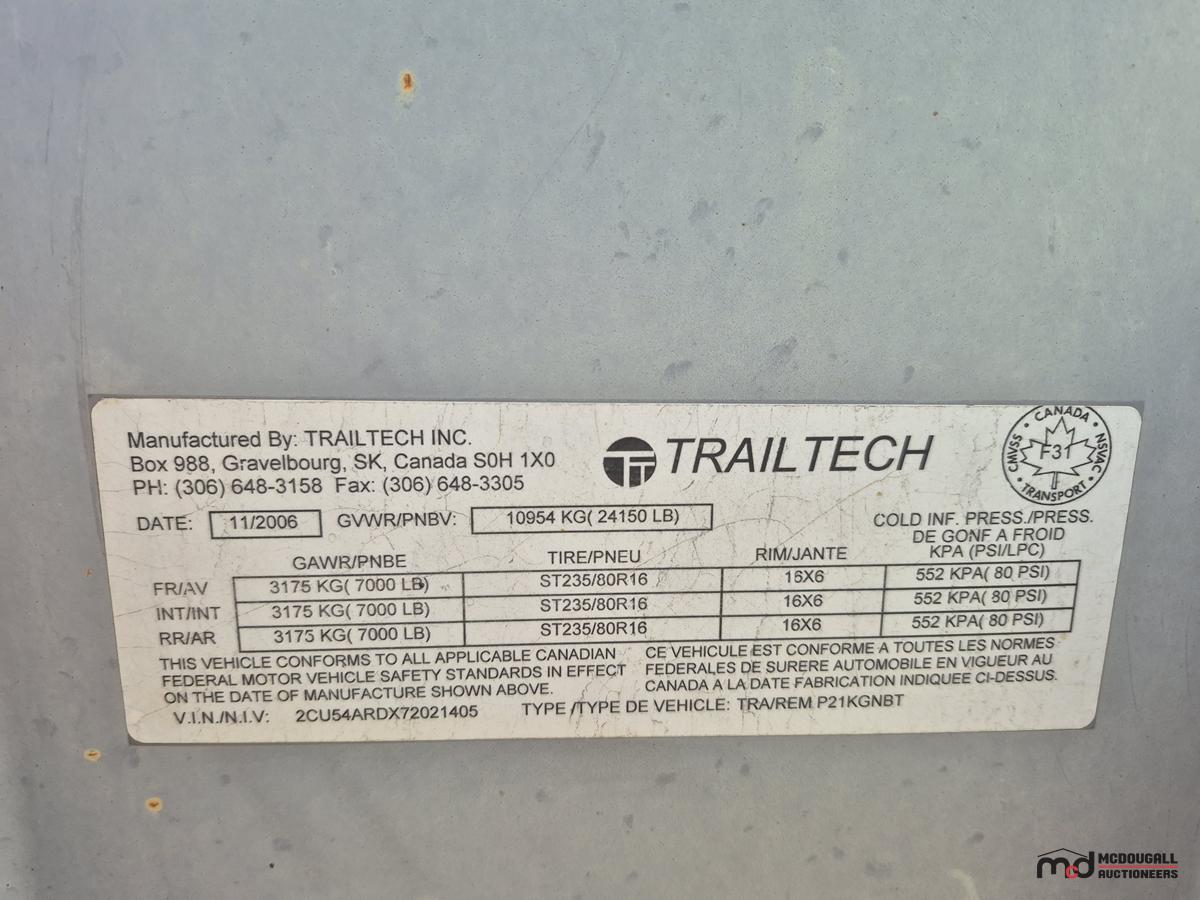 Manufactured By: TRAILTECH INC.
Box 988, Gravelbourg, SK, Canada S0H 1X0
PH: (306) 648-3158 Fax: (306) 648-3305
TT TRAILTECH
CANADA
CMVSS F31 NSVAC
TRANSPORT
DATE: 11/2006 GVWR/PNBV: 10954 KG( 24150 LB)
COLD INF. PRESS./PRESS.
DE GONF A FROID
KPA (PSI/LPC)
GAWR/PNBE TIRE/PNEU RIM/JANTE
FR/AV 3175 KG( 7000 LB) ST235/80R16 16X6 552 KPA( 80 PSI)
INT/INT 3175 KG( 7000 LB) ST235/80R16 16X6 552 KPA( 80 PSI)
RR/AR 3175 KG( 7000 LB) ST235/80R16 16X6 552 KPA( 80 PSI)
THIS VEHICLE CONFORMS TO ALL APPLICABLE CANADIAN
FEDERAL MOTOR VEHICLE SAFETY STANDARDS IN EFFECT
ON THE DATE OF MANUFACTURE SHOWN ABOVE.
CE VEHICULE EST CONFORME A TOUTES LES NORMES
FEDERALES DE SURERE AUTOMOBILE EN VIGUEUR AU
CANADA A LA DATE FABRICATION INDIQUEE CI-DESSUS.
V.I.N./N.I.V: 2CU54ARDX72021405 TYPE /TYPE DE VEHICLE: TRA/REM P21KGNBT
mcd MCDOUGALL
AUCTIONEERS